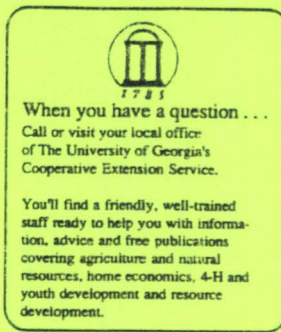 1785
When you have a question . . .
Call or visit your local office
of The University of Georgia's
Cooperative Extension Service.
You'll find a friendly, well-trained
staff ready to help you with informa-
tion, advice and free publications
covering agriculture and natural
resources, home economics, 4-H and
youth development and resource
development.